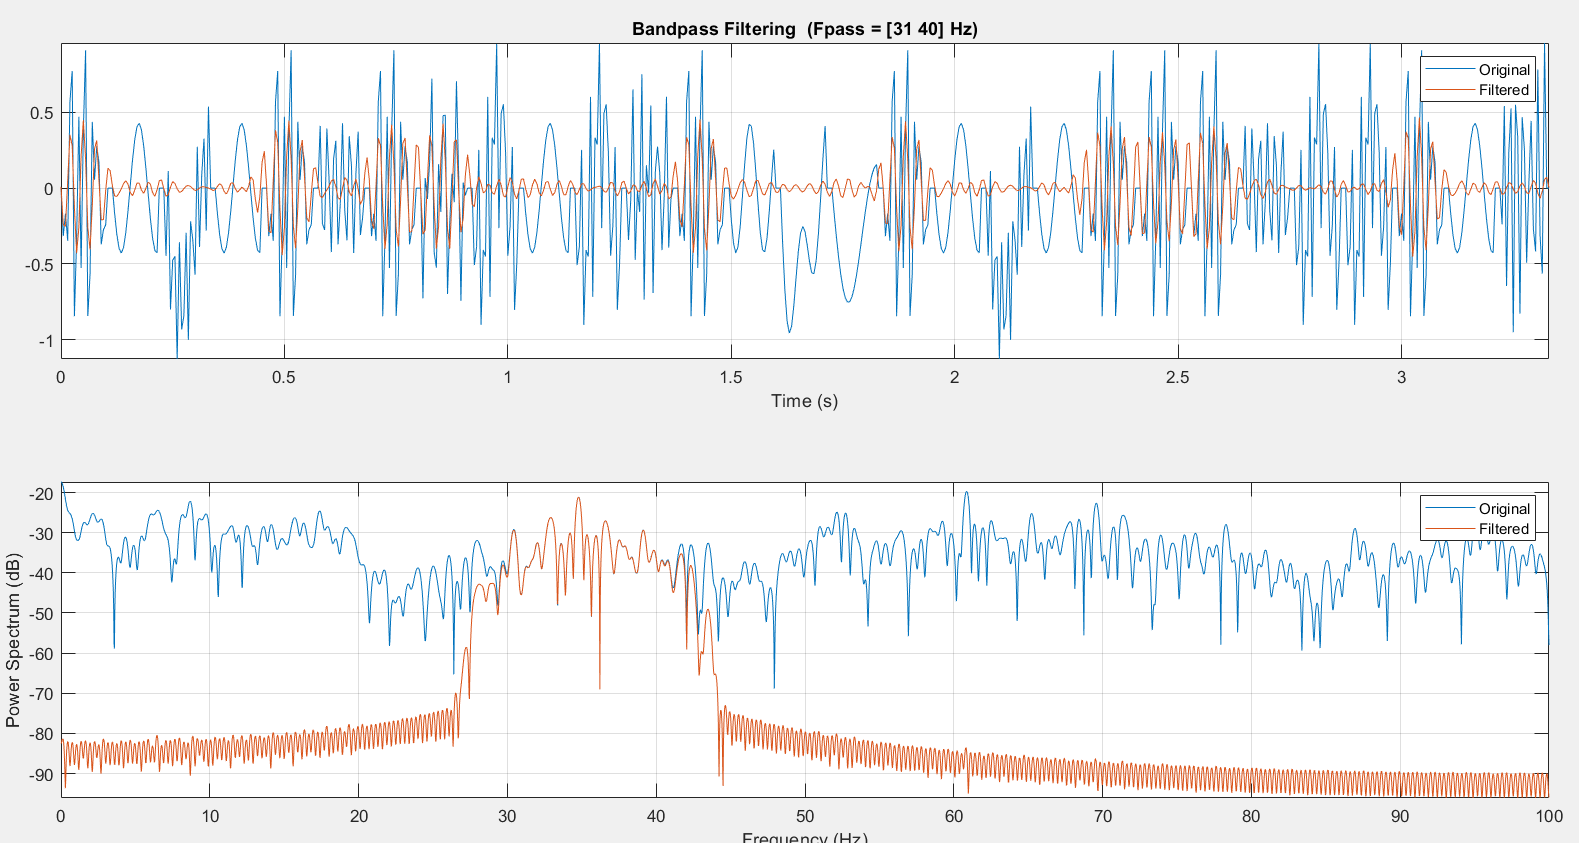 Bandpass Filtering (Fpass = [31 40] Hz)
Original
Filtered
0.5
0
-0.5
-1
0 0.5 1 1.5 2 2.5 3
Time (s)
Original
Filtered
-20
-30
-40
-50
-60
-70
-80
-90
Power Spectrum (dB)
0 10 20 30 40 50 60 70 80 90 100
Frequency (Hz)